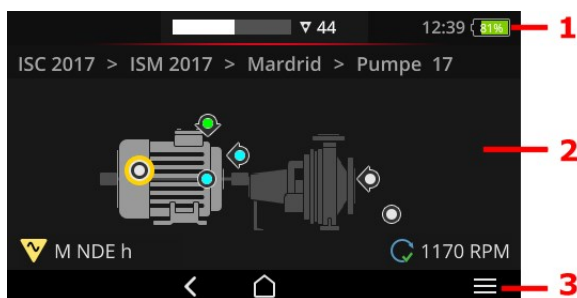 44 12:39 81% 1
ISC 2017 > ISM 2017 > Mardrid > Pumpe 17
2
M NDE h 1170 RPM
3